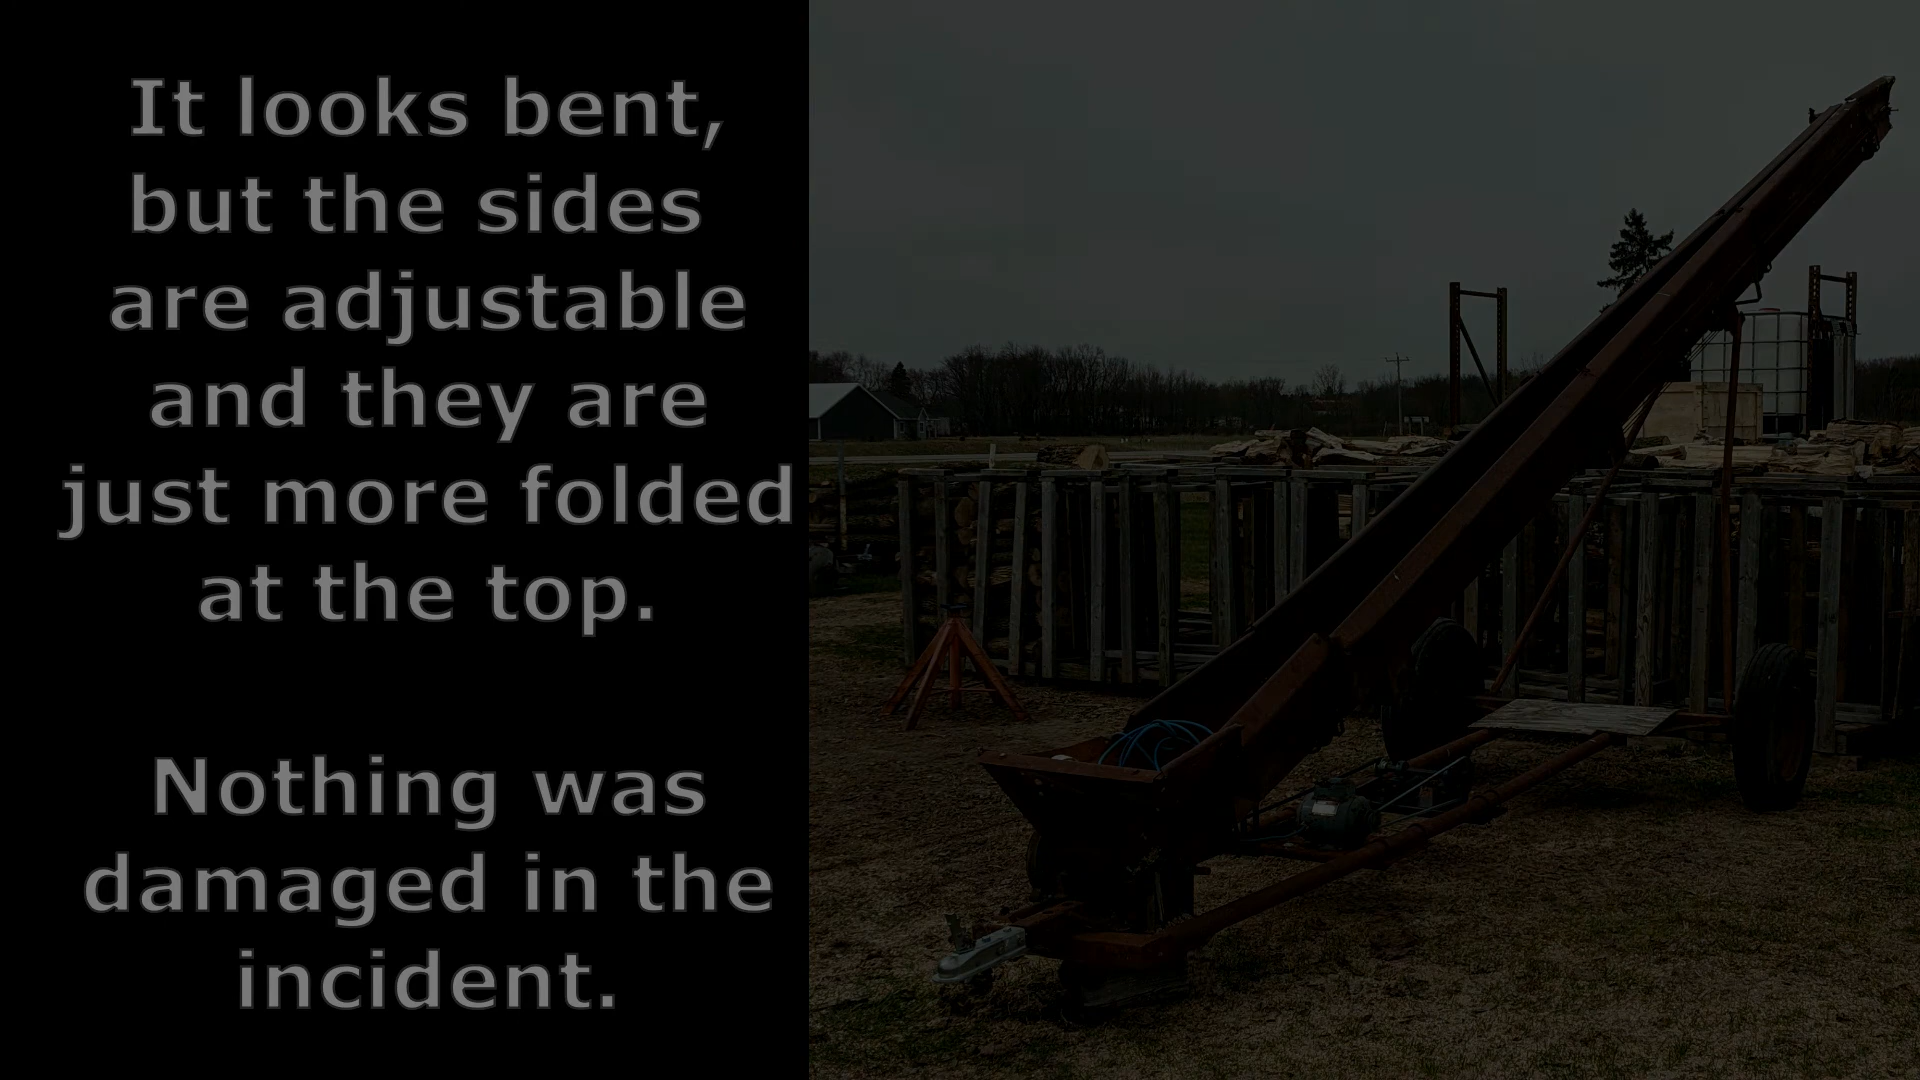 It looks bent,
but the sides
are adjustable
and they are
just more folded
at the top.
Nothing was
damaged in the
incident.